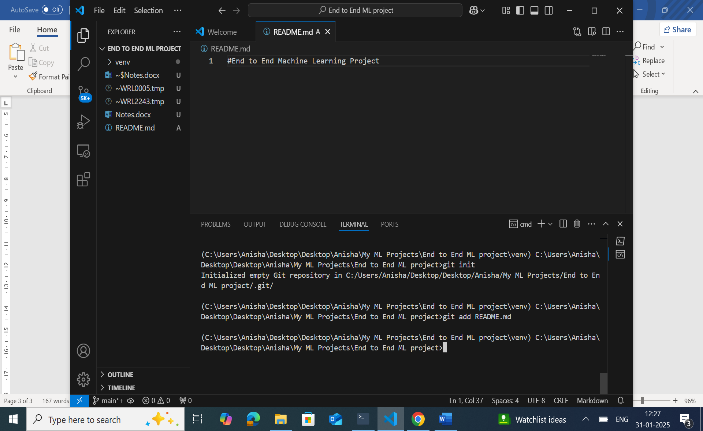 AutoSave Off
File Edit Selection ...
End to End ML project
File Home
Share
Paste
Cut
Copy
Format Pai
Clipboard
Find
Replace
Select
Editing
EXPLORER
END TO END ML PROJECT
venv
~$Notes.docx U
~WRL0005.tmp U
~WRL2243.tmp U
Notes.docx U
README.md A
5K+
Welcome
README.md A
README.md
1 #End to End Machine Learning Project
PROBLEMS OUTPUT DEBUG CONSOLE TERMINAL PORTS
cmd
(C:\Users\Anisha\Desktop\Desktop\Anisha\My ML Projects\End to End ML project\venv) C:\Users\Anisha\
Desktop\Desktop\Anisha\My ML Projects\End to End ML project>git init
Initialized empty Git repository in C:/Users/Anisha/Desktop/Desktop/Anisha/My ML Projects/End to En
d ML project/.git/
(C:\Users\Anisha\Desktop\Desktop\Anisha\My ML Projects\End to End ML project\venv) C:\Users\Anisha\
Desktop\Desktop\Anisha\My ML Projects\End to End ML project>git add README.md
(C:\Users\Anisha\Desktop\Desktop\Anisha\My ML Projects\End to End ML project\venv) C:\Users\Anisha\
Desktop\Desktop\Anisha\My ML Projects\End to End ML project>
OUTLINE
TIMELINE
Page 3 of 3 167 words
main+
0 0 0
Ln 1, Col 37 Spaces: 4 UTF-8 CRLF Markdown
96%
Type here to search
Watchlist ideas
ENG
12:27
31-01-2025
3